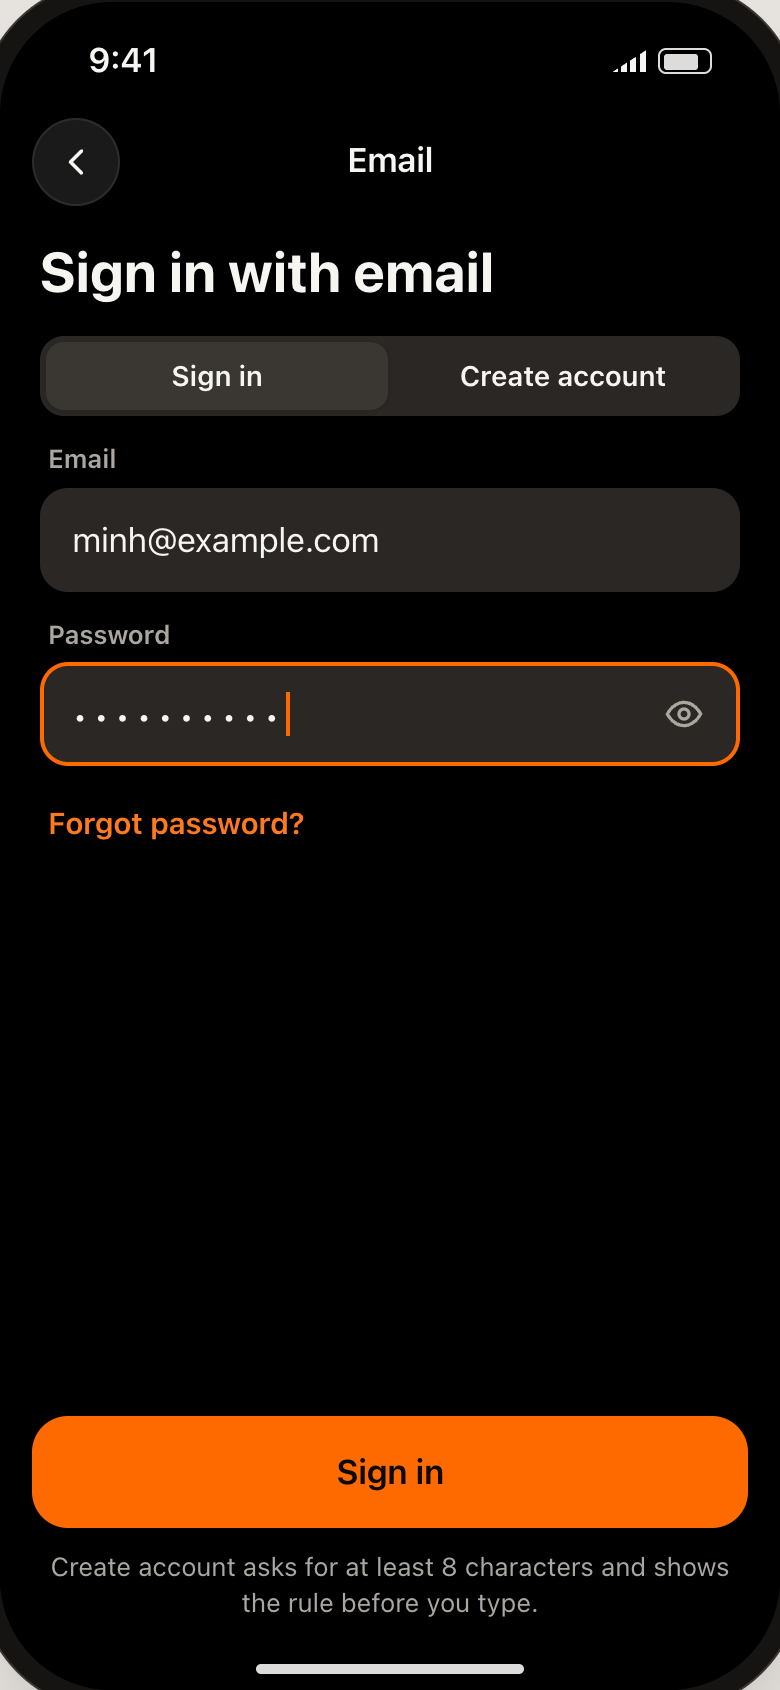 9:41
Email
Sign in with email
Sign in
Create account
Email
minh@example.com
Password
••••••••••
Forgot password?
Sign in
Create account asks for at least 8 characters and shows
the rule before you type.